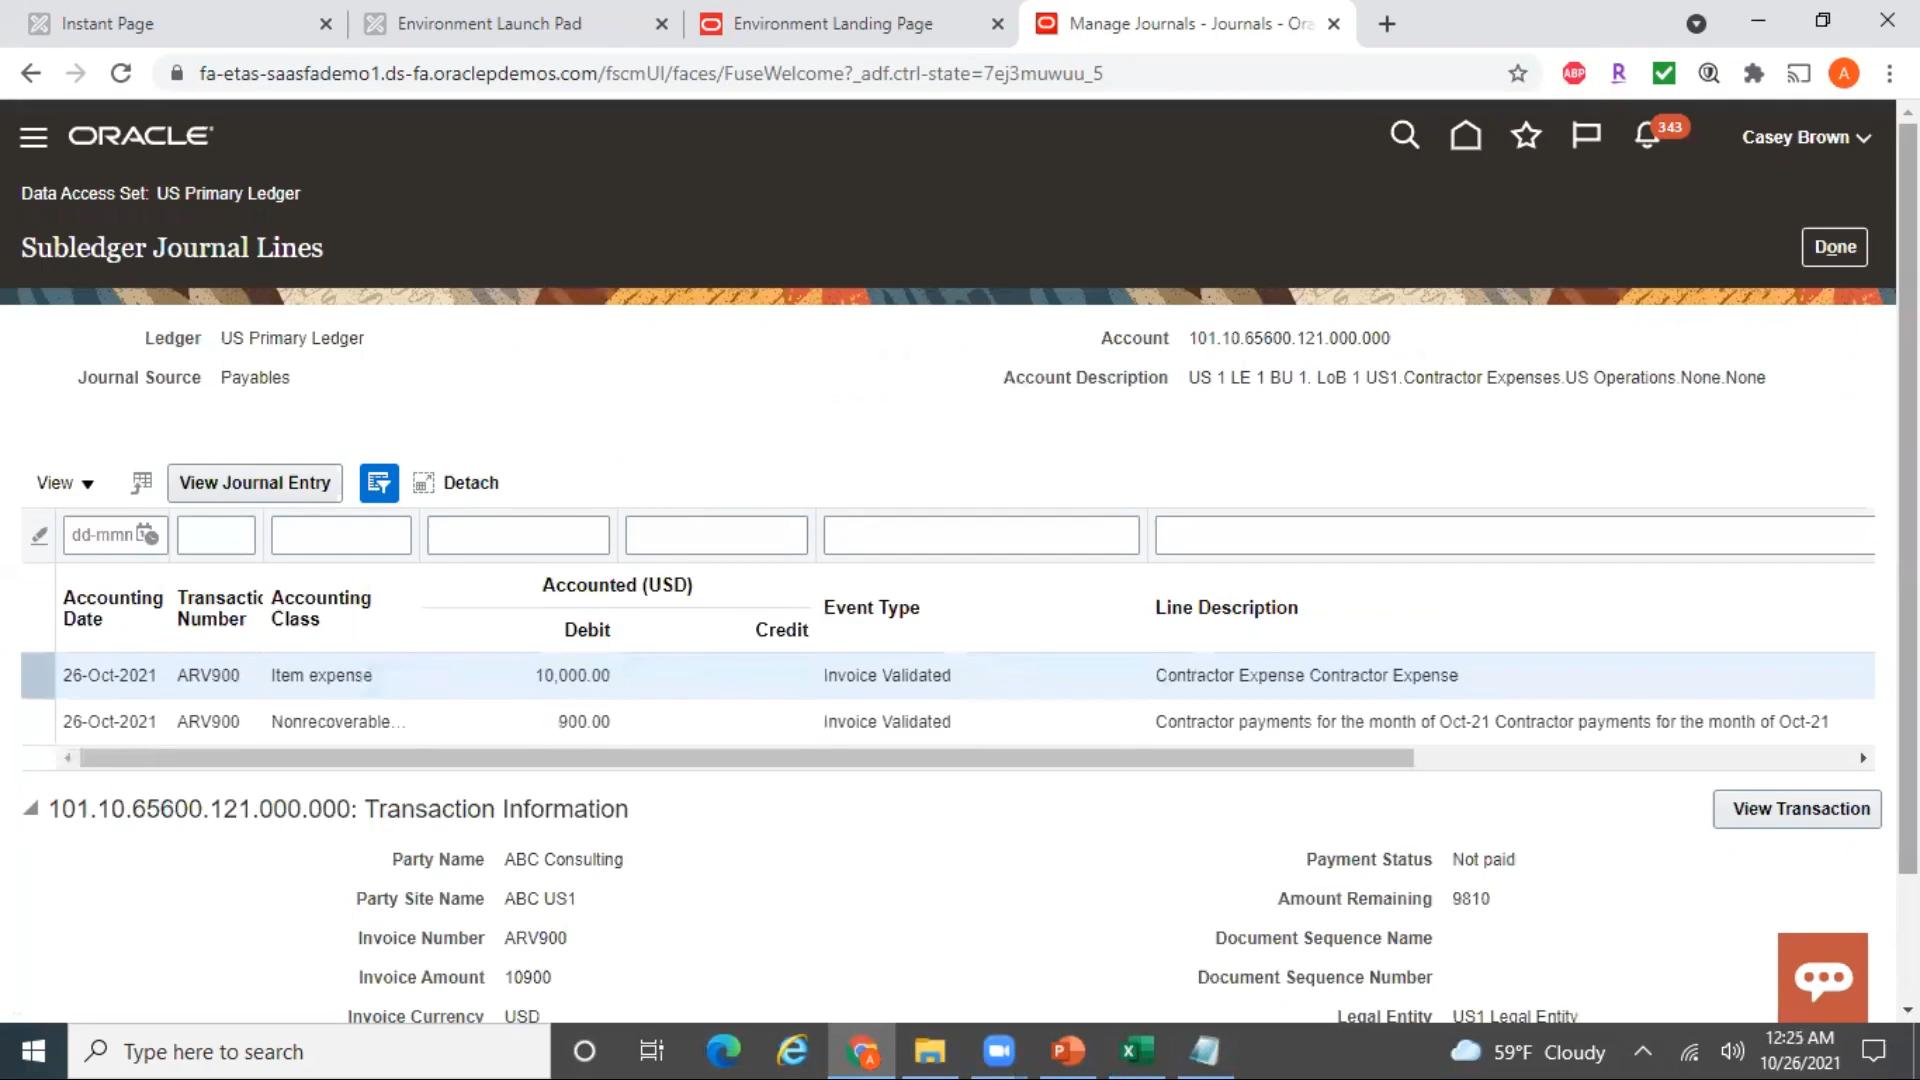 Instant Page
Environment Launch Pad
Environment Landing Page
Manage Journals - Journals - Ora
fa-etas-saasfademo1.ds-fa.oraclepdemos.com/fscmUI/faces/FuseWelcome?_adf.ctrl-state=7ej3muwuu_5
ABP
R
A
ORACLE
343
Casey Brown
Data Access Set: US Primary Ledger
Subledger Journal Lines
Done
Ledger US Primary Ledger
Account 101.10.65600.121.000.000
Journal Source Payables
Account Description US 1 LE 1 BU 1. LoB 1 US1.Contractor Expenses.US Operations.None.None
View
View Journal Entry
Detach
dd-mmn
Accounting Date
Transactic Number
Accounting Class
Accounted (USD)
Debit
Credit
Event Type
Line Description
26-Oct-2021 ARV900 Item expense 10,000.00 Invoice Validated Contractor Expense Contractor Expense
26-Oct-2021 ARV900 Nonrecoverable... 900.00 Invoice Validated Contractor payments for the month of Oct-21 Contractor payments for the month of Oct-21
101.10.65600.121.000.000: Transaction Information
View Transaction
Party Name ABC Consulting
Payment Status Not paid
Party Site Name ABC US1
Amount Remaining 9810
Invoice Number ARV900
Document Sequence Name
Invoice Amount 10900
Document Sequence Number
Invoice Currency USD
Legal Entity US1 Legal Entity
Type here to search
59°F Cloudy
12:25 AM
10/26/2021